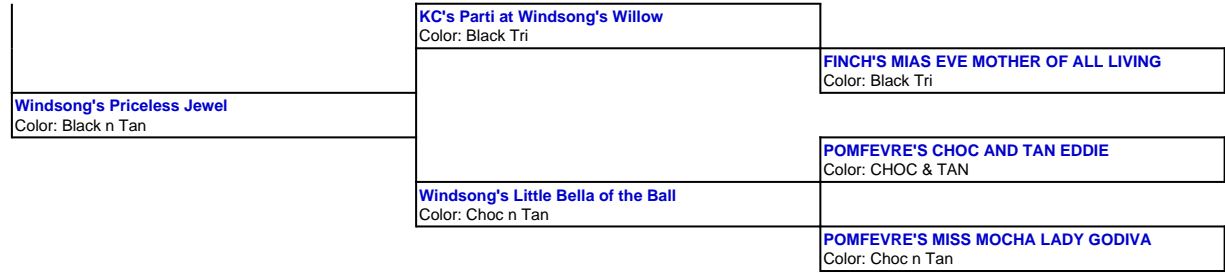 KC's Parti at Windsong's Willow
Color: Black Tri
FINCH'S MIAS EVE MOTHER OF ALL LIVING
Color: Black Tri
Windsong's Priceless Jewel
Color: Black n Tan
POMFEVRE'S CHOC AND TAN EDDIE
Color: CHOC & TAN
Windsong's Little Bella of the Ball
Color: Choc n Tan
POMFEVRE'S MISS MOCHA LADY GODIVA
Color: Choc n Tan